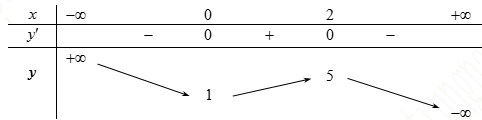 x −∞ 0 2 +∞
y' − 0 + 0 −
+∞ 5
y
1 −∞